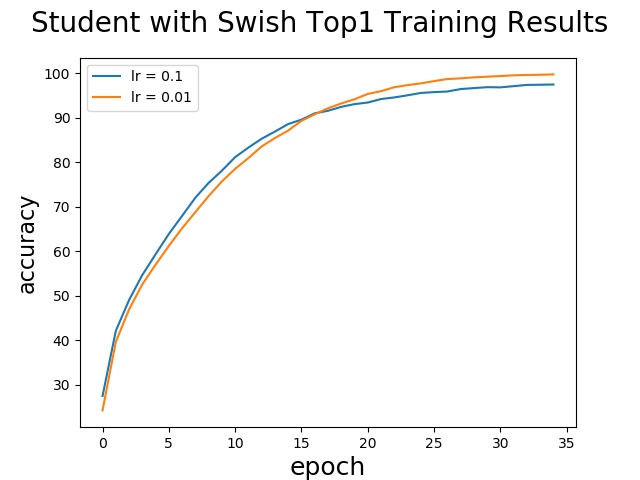 Student with Swish Top1 Training Results
lr = 0.1
lr = 0.01
100
90
80
70
60
50
40
30
accuracy
0 5 10 15 20 25 30 35
epoch